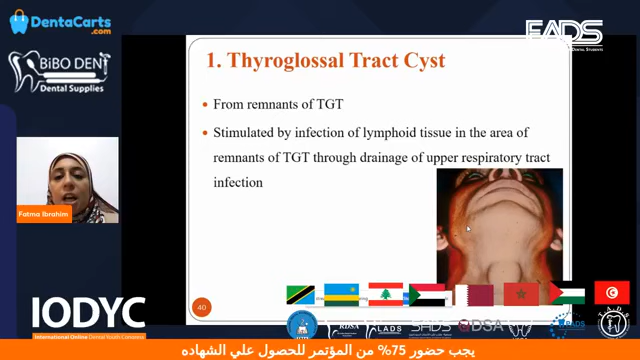 DentaCarts
.com
BiBO DENT
Dental Supplies
EADS
1. Thyroglossal Tract Cyst
• From remnants of TGT
• Stimulated by infection of lymphoid tissue in the area of
remnants of TGT through drainage of upper respiratory tract
infection
Fatma Ibrahim
40
IODYC
International Online Dental Youth Congress
RDSA
LADS
يجب حضور 75% من المؤتمر للحصول علي الشهاده